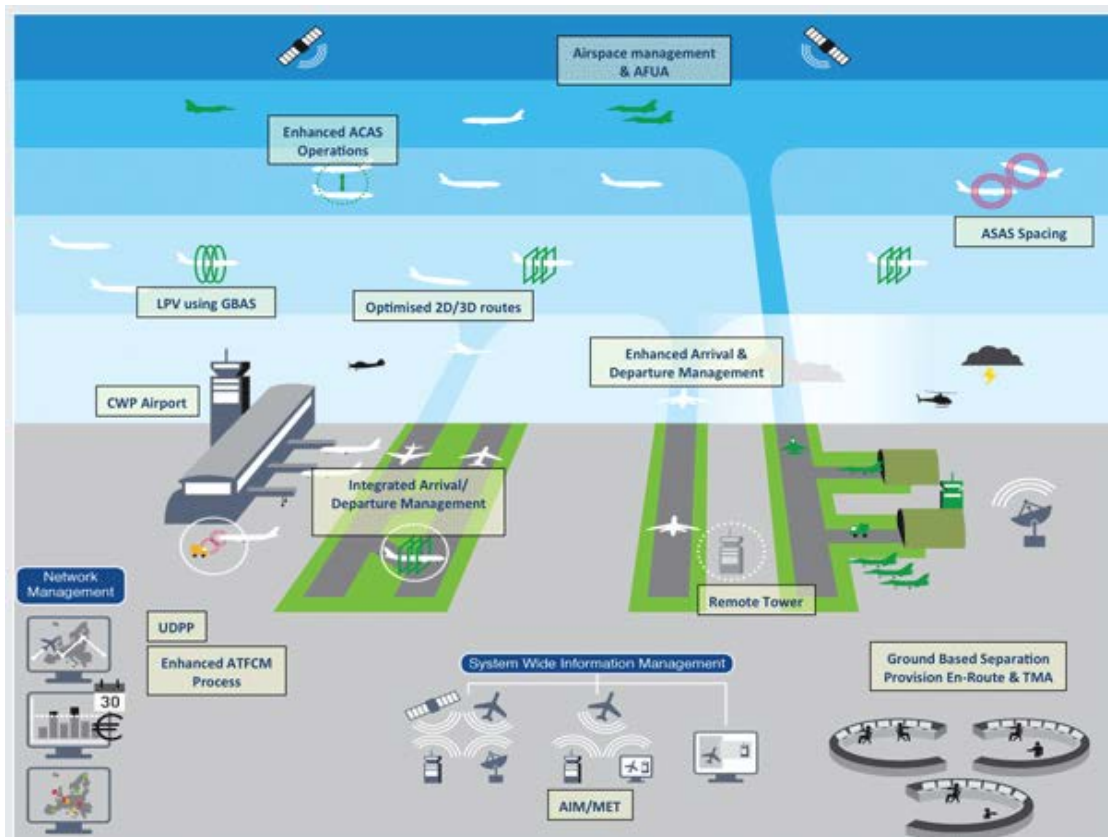 Airspace management
& AFUA
Enhanced ACAS
Operations
ASAS Spacing
LPV using GBAS
Optimised 2D/3D routes
Enhanced Arrival &
Departure Management
CWP Airport
Integrated Arrival/
Departure Management
Network
Management
Remote Tower
UDPP
Enhanced ATFCM
Process
System Wide Information Management
Ground Based Separation
Provision En-Route & TMA
30
€
AIM/MET